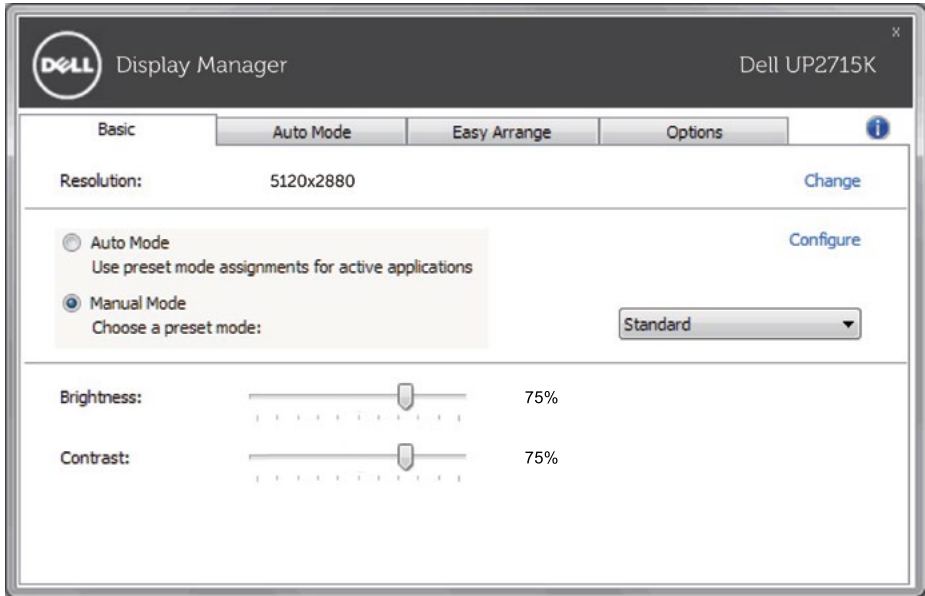 DELL Display Manager Dell UP2715K
x
Basic Auto Mode Easy Arrange Options i
Resolution: 5120x2880 Change
Auto Mode Configure
Use preset mode assignments for active applications
Manual Mode
Choose a preset mode: Standard
Brightness: 75%
Contrast: 75%